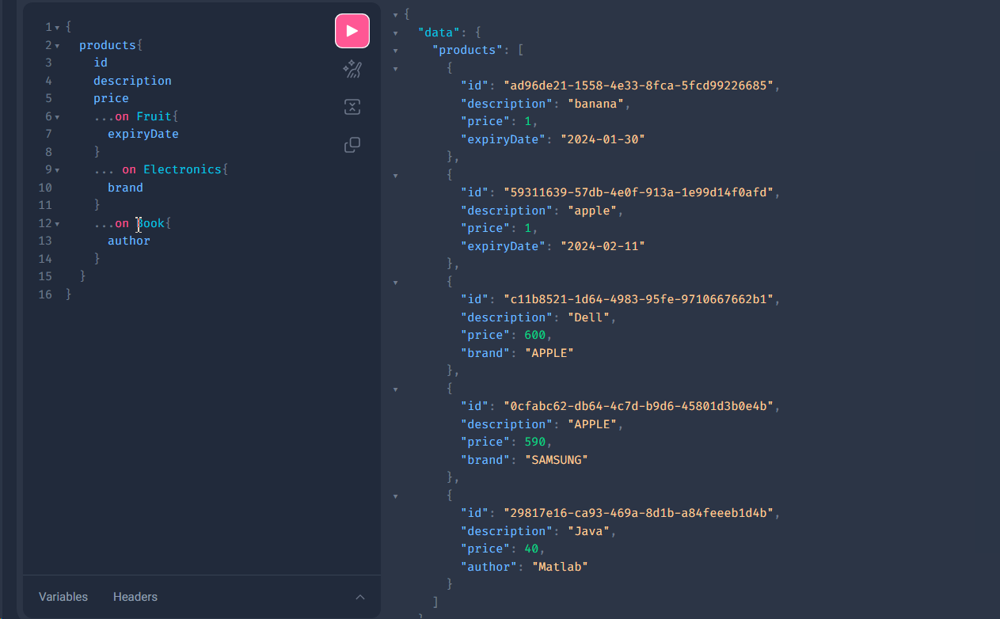 1 {
2 products{
3 id
4 description
5 price
6 ...on Fruit{
7 expiryDate
8 }
9 ... on Electronics{
10 brand
11 }
12 ...on Book{
13 author
14 }
15 }
16 }
Variables Headers
{
"data": {
"products": [
{
"id": "ad96de21-1558-4e33-8fca-5fcd99226685",
"description": "banana",
"price": 1,
"expiryDate": "2024-01-30"
},
{
"id": "59311639-57db-4e0f-913a-1e99d14f0afd",
"description": "apple",
"price": 1,
"expiryDate": "2024-02-11"
},
{
"id": "c11b8521-1d64-4983-95fe-9710667662b1",
"description": "Dell",
"price": 600,
"brand": "APPLE"
},
{
"id": "0cfabc62-db64-4c7d-b9d6-45801d3b0e4b",
"description": "APPLE",
"price": 590,
"brand": "SAMSUNG"
},
{
"id": "29817e16-ca93-469a-8d1b-a84feeeb1d4b",
"description": "Java",
"price": 40,
"author": "Matlab"
}
]